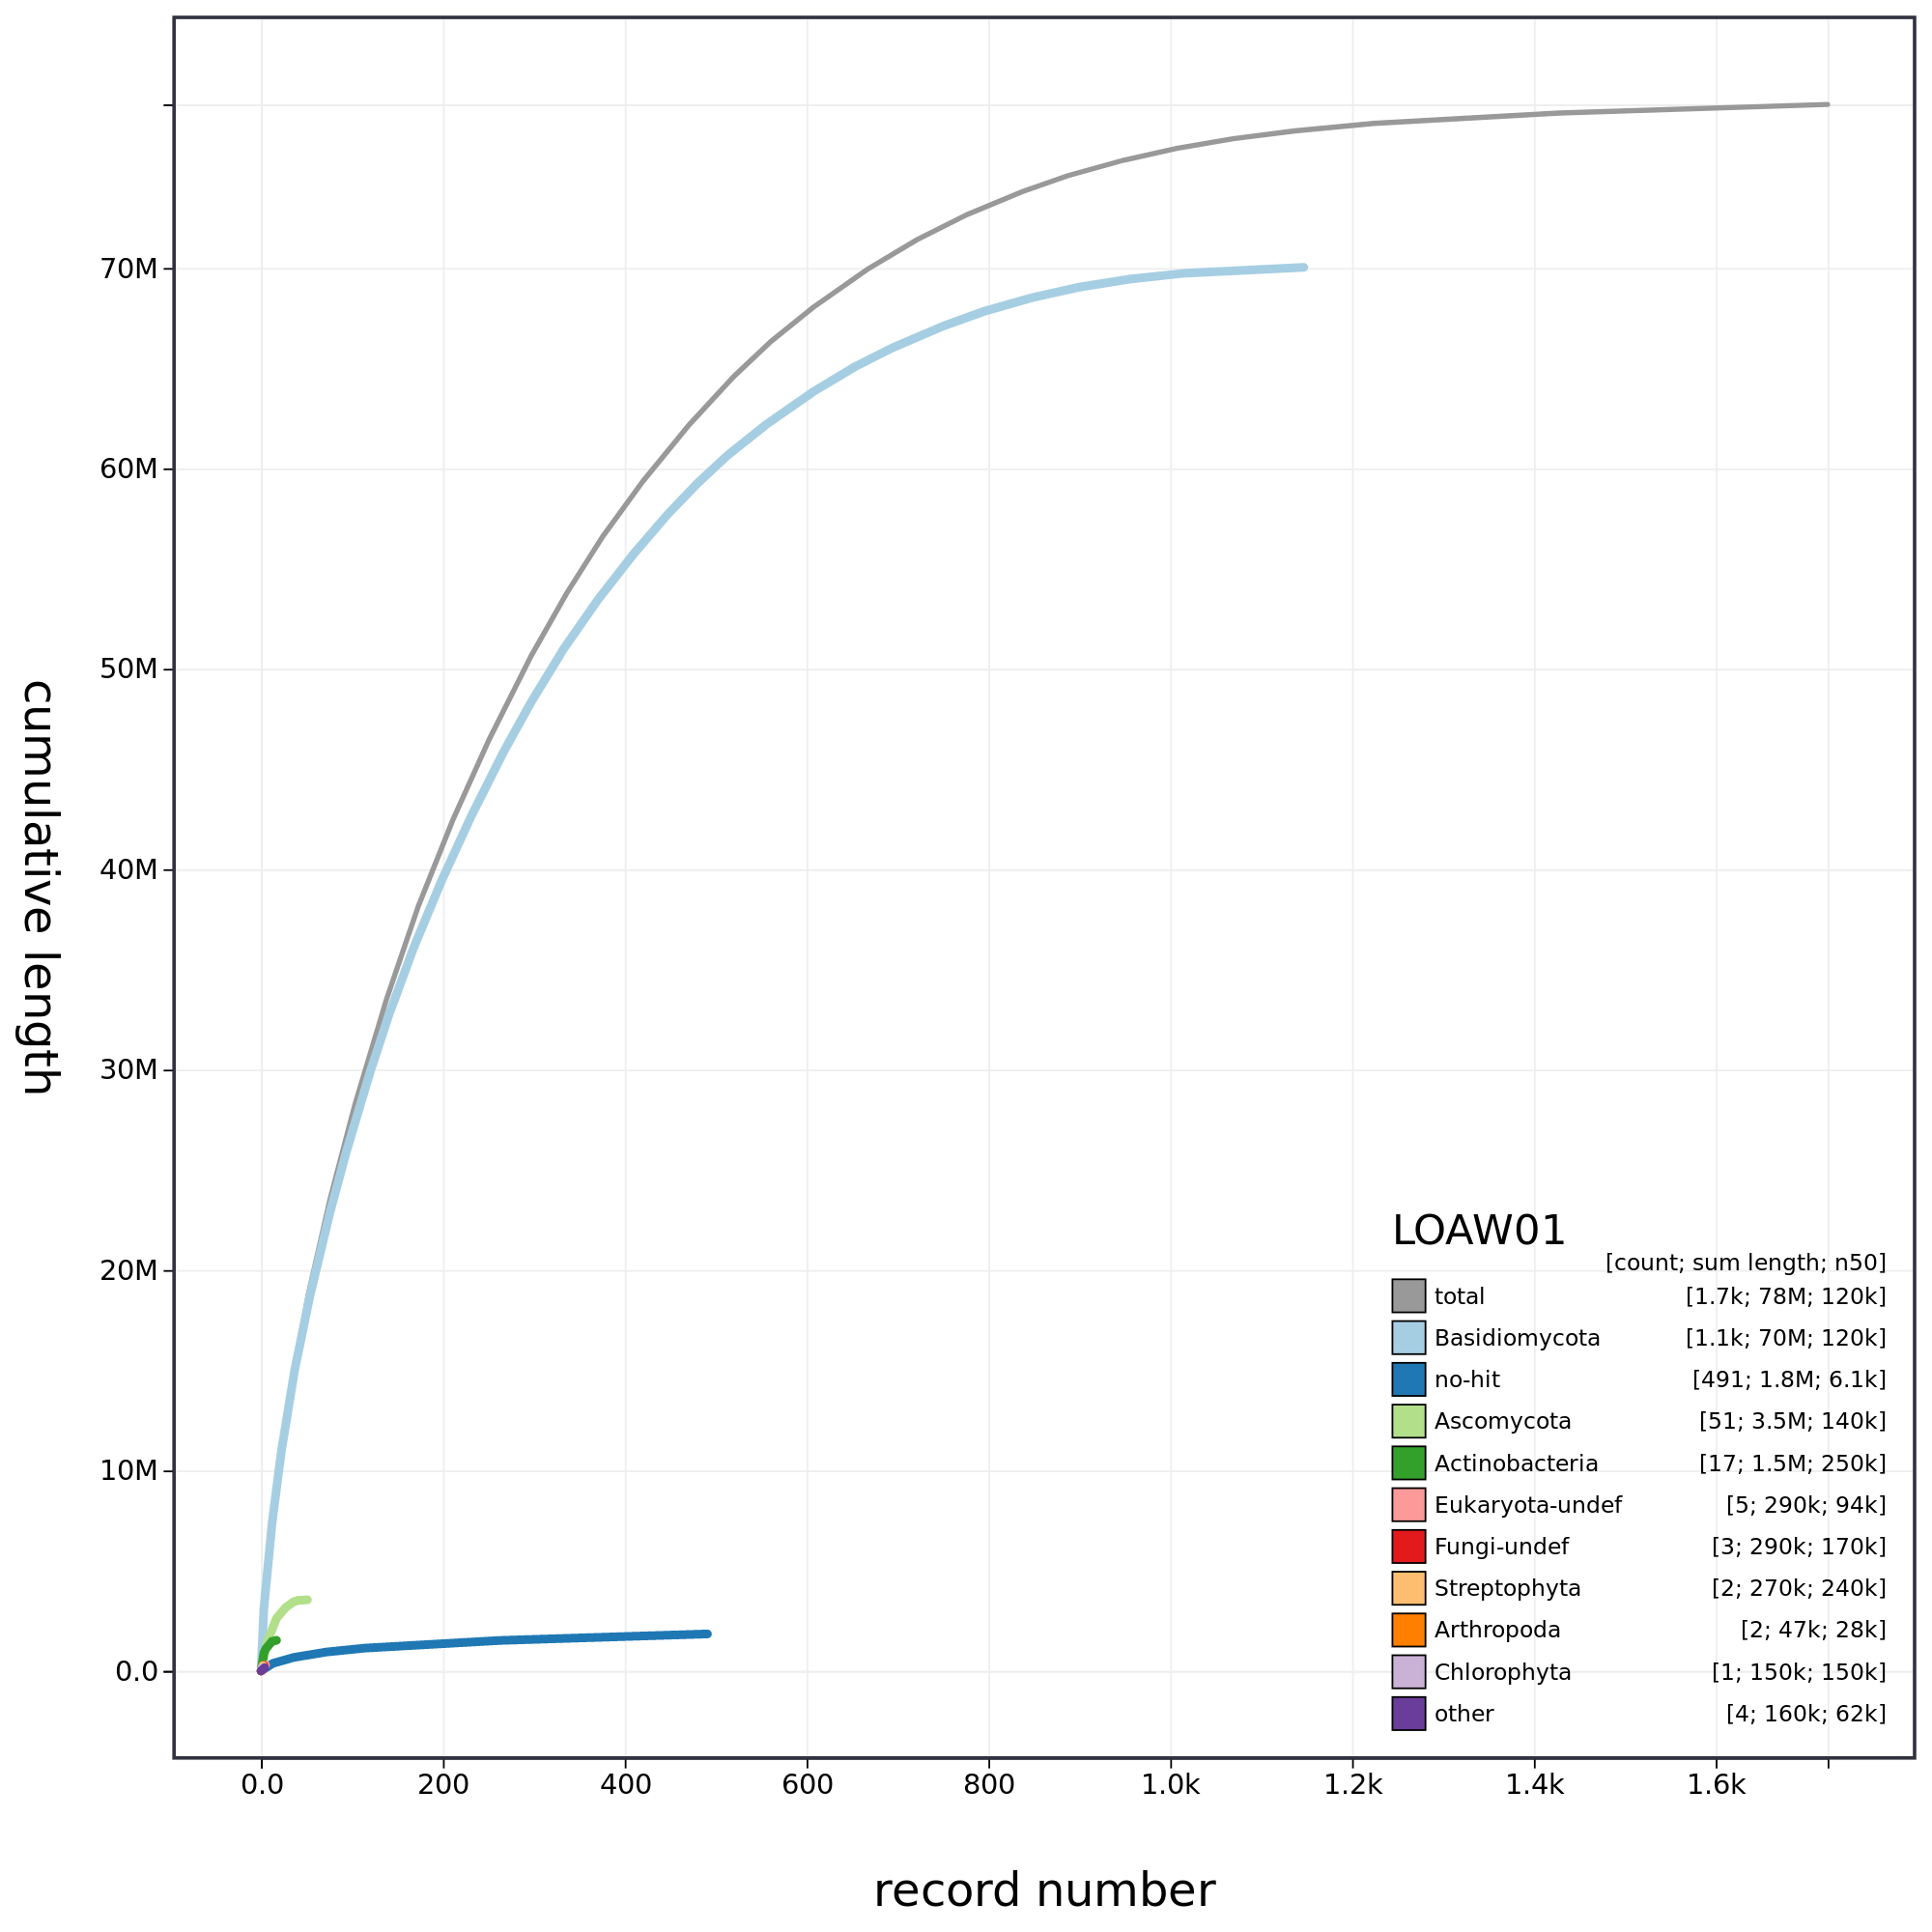 cumulative length
70M
60M
50M
40M
30M
20M
10M
0.0
LOAW01
[count; sum length; n50]
total [1.7k; 78M; 120k]
Basidiomycota [1.1k; 70M; 120k]
no-hit [491; 1.8M; 6.1k]
Ascomycota [51; 3.5M; 140k]
Actinobacteria [17; 1.5M; 250k]
Eukaryota-undef [5; 290k; 94k]
Fungi-undef [3; 290k; 170k]
Streptophyta [2; 270k; 240k]
Arthropoda [2; 47k; 28k]
Chlorophyta [1; 150k; 150k]
other [4; 160k; 62k]
0.0 200 400 600 800 1.0k 1.2k 1.4k 1.6k
record number